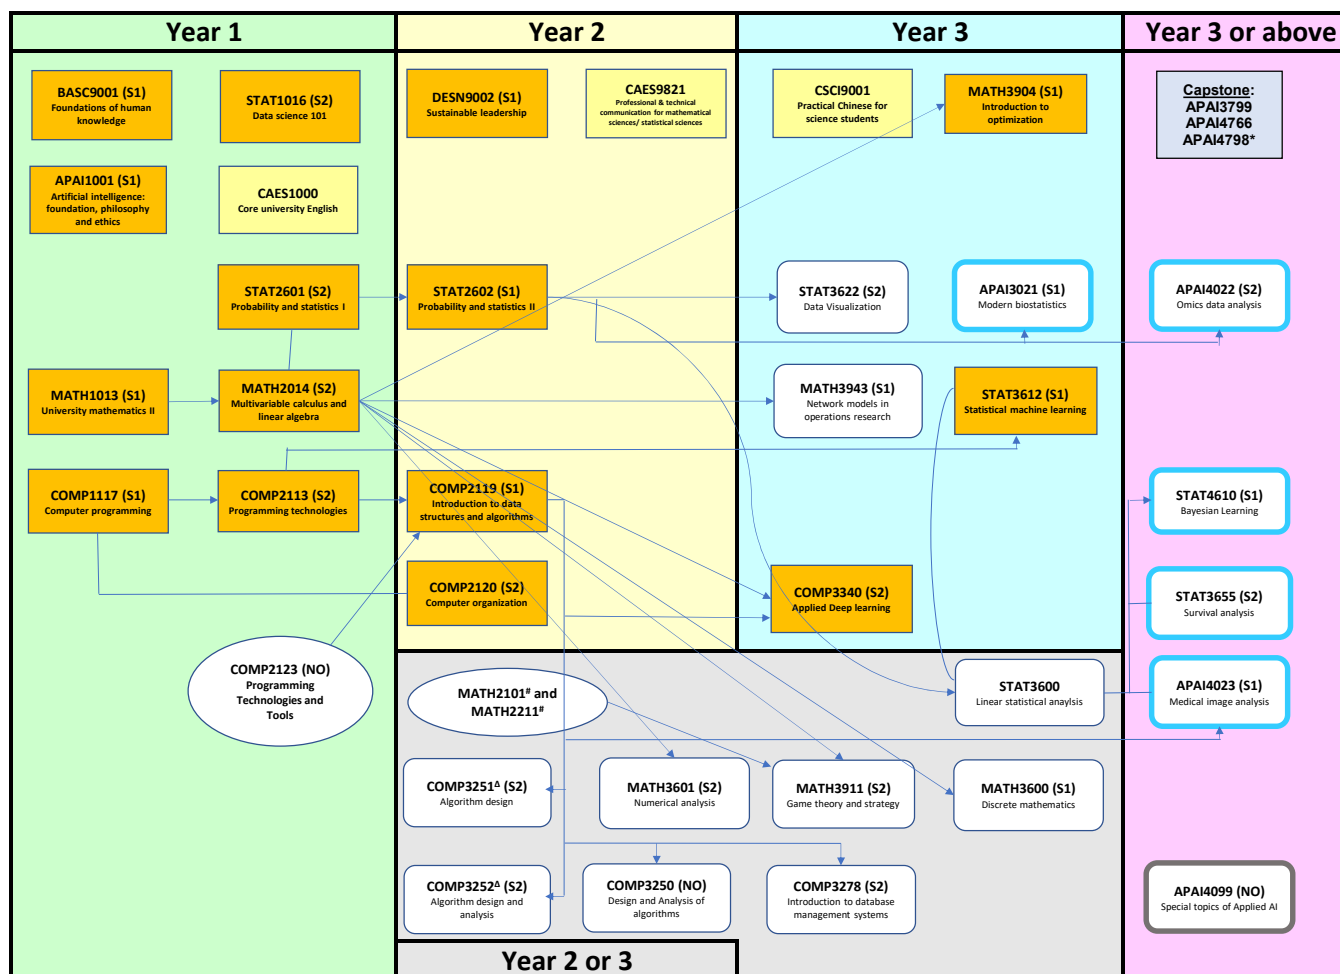 Year 1
Year 2
Year 3
Year 3 or above
BASC9001 (S1)
Foundations of human
knowledge
STAT1016 (S2)
Data science 101
DESN9002 (S1)
Sustainable leadership
CAES9821
Professional & technical
communication for mathematical
sciences/ statistical sciences
CSCI9001
Practical Chinese for
science students
MATH3904 (S1)
Introduction to
optimization
Capstone:
APAI3799
APAI4766
APAI4798*
APAI1001 (S1)
Artificial intelligence:
foundation, philosophy
and ethics
CAES1000
Core university English
STAT2601 (S2)
Probability and statistics I
STAT2602 (S1)
Probability and statistics II
STAT3622 (S2)
Data Visualization
APAI3021 (S1)
Modern biostatistics
APAI4022 (S2)
Omics data analysis
MATH1013 (S1)
University mathematics II
MATH2014 (S2)
Multivariable calculus and
linear algebra
MATH3943 (S1)
Network models in
operations research
STAT3612 (S1)
Statistical machine learning
COMP1117 (S1)
Computer programming
COMP2113 (S2)
Programming technologies
COMP2119 (S1)
Introduction to data
structures and algorithms
STAT4610 (S1)
Bayesian Learning
COMP2120 (S2)
Computer organization
COMP3340 (S2)
Applied Deep learning
STAT3655 (S2)
Survival analysis
COMP2123 (NO)
Programming
Technologies and
Tools
MATH2101# and
MATH2211#
STAT3600
Linear statistical anaylsis
APAI4023 (S1)
Medical image analysis
COMP3251Δ (S2)
Algorithm design
MATH3601 (S2)
Numerical analysis
MATH3911 (S2)
Game theory and strategy
MATH3600 (S1)
Discrete mathematics
COMP3252Δ (S2)
Algorithm design and
analysis
COMP3250 (NO)
Design and Analysis of
algorithms
COMP3278 (S2)
Introduction to database
management systems
APAI4099 (NO)
Special topics of Applied AI
Year 2 or 3